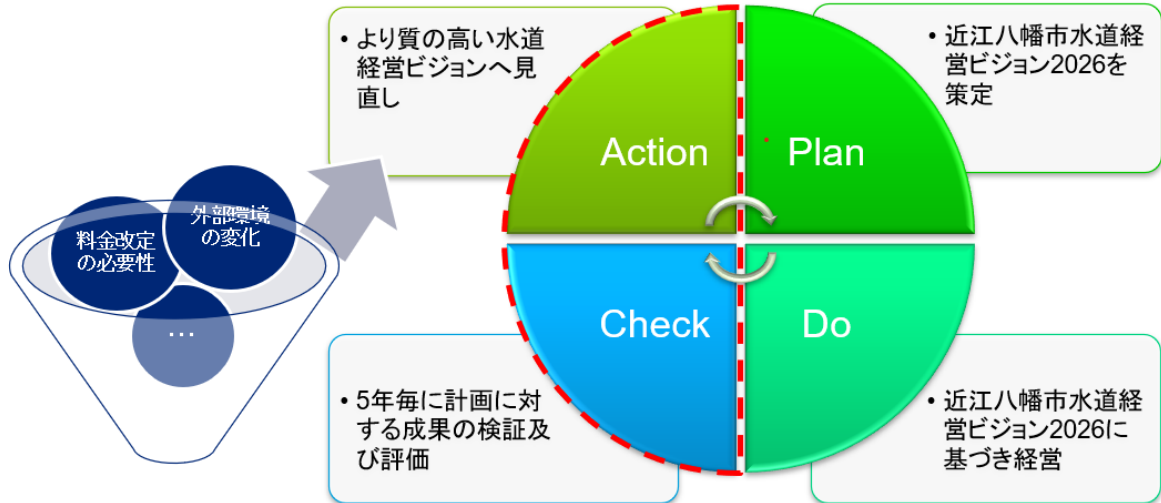 • より質の高い水道
経営ビジョンへ見
直し
• 近江八幡市水道経
営ビジョン2026を
策定
Action
Plan
外部環境
の変化
料金改定
の必要性
…
Check
Do
• 5年毎に計画に対
する成果の検証及
び評価
• 近江八幡市水道経
営ビジョン2026に
基づき経営